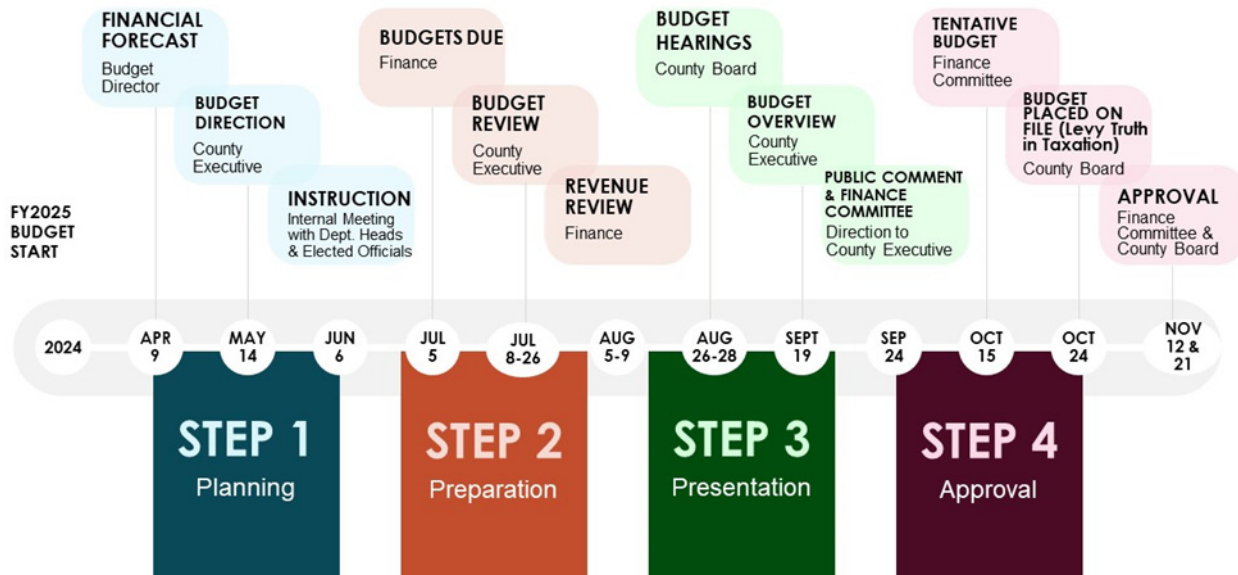 FINANCIAL
FORECAST
Budget
Director
BUDGET
DIRECTION
County
Executive
INSTRUCTION
Internal Meeting
with Dept. Heads
& Elected Officials
BUDGETS DUE
Finance
BUDGET
REVIEW
County
Executive
REVENUE
REVIEW
Finance
BUDGET
HEARINGS
County Board
BUDGET
OVERVIEW
County
Executive
PUBLIC COMMENT
& FINANCE
COMMITTEE
Direction to
County Executive
TENTATIVE
BUDGET
Finance
Committee
BUDGET
PLACED ON
FILE (Levy Truth
in Taxation)
County Board
APPROVAL
Finance
Committee &
County Board
FY2025
BUDGET
START
2024
APR
9
MAY
14
JUN
6
JUL
5
JUL
8-26
AUG
5-9
AUG
26-28
SEPT
19
SEP
24
OCT
15
OCT
24
NOV
12 &
21
STEP 1
Planning
STEP 2
Preparation
STEP 3
Presentation
STEP 4
Approval